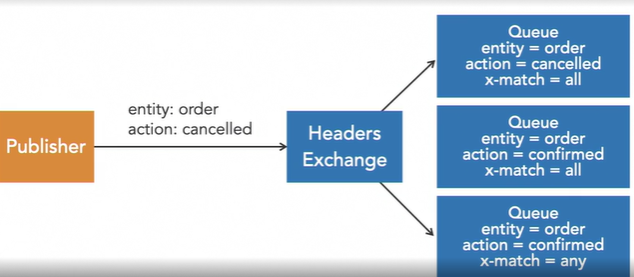 Publisher
entity: order
action: cancelled
Headers
Exchange
Queue
entity = order
action = cancelled
x-match = all
Queue
entity = order
action = confirmed
x-match = all
Queue
entity = order
action = confirmed
x-match = any